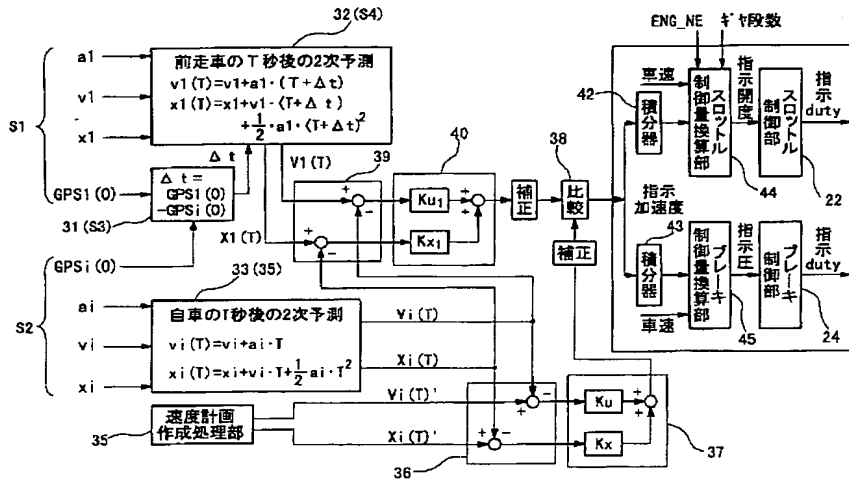 32(S4)
前走車のT秒後の2次予測
v1(T)=v1+a1·(T+Δt)
x1(T)=x1+v1·(T+Δt)
+1/2·a1·(T+Δt)²
S1
a1
v1
x1
GPS1(0)
Δt
Δt=
GPS1(0)
-GPSi(0)
31(S3)
V1(T)
X1(T)
39
+
-
+
-
40
Ku1
Kx1
+
+
補正
38
比較
補正
ENG_NE
ギヤ段数
車速
42
積分器
制御量換算部
スロットル
44
指示開度
制御部
スロットル
22
指示duty
指示加速度
43
積分器
制御量換算部
ブレーキ
車速
45
指示圧
制御部
ブレーキ
24
指示duty
S2
GPSi(0)
ai
vi
xi
33(35)
自車のT秒後の2次予測
vi(T)=vi+ai·T
xi(T)=xi+vi·T+1/2ai·T²
Vi(T)
Xi(T)
35
速度計画
作成処理部
Vi(T)'
Xi(T)'
36
+
-
+
-
37
Ku
Kx
+
+